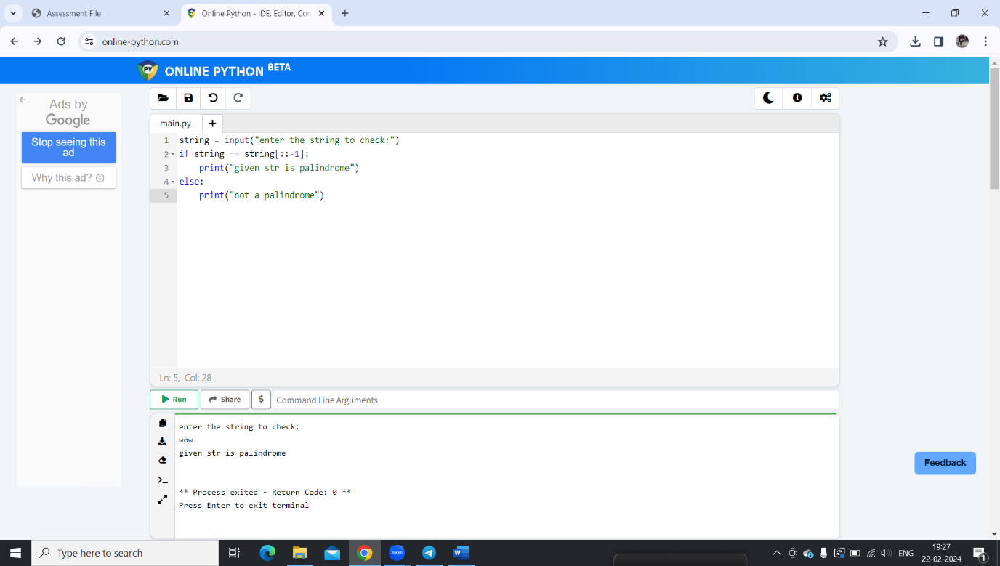 Assessment File
Online Python - IDE, Editor, Con
online-python.com
PY ONLINE PYTHON BETA
Ads by
Google
Stop seeing this
ad
Why this ad?
main.py
1 string = input("enter the string to check:")
2 if string == string[::-1]:
3 print("given str is palindrome")
4 else:
5 print("not a palindrome")
Ln: 5, Col: 28
Run Share $ Command Line Arguments
enter the string to check:
wow
given str is palindrome
Feedback
** Process exited - Return Code: 0 **
Press Enter to exit terminal
Type here to search
zoom
W
ENG
19:27
22-02-2024
1